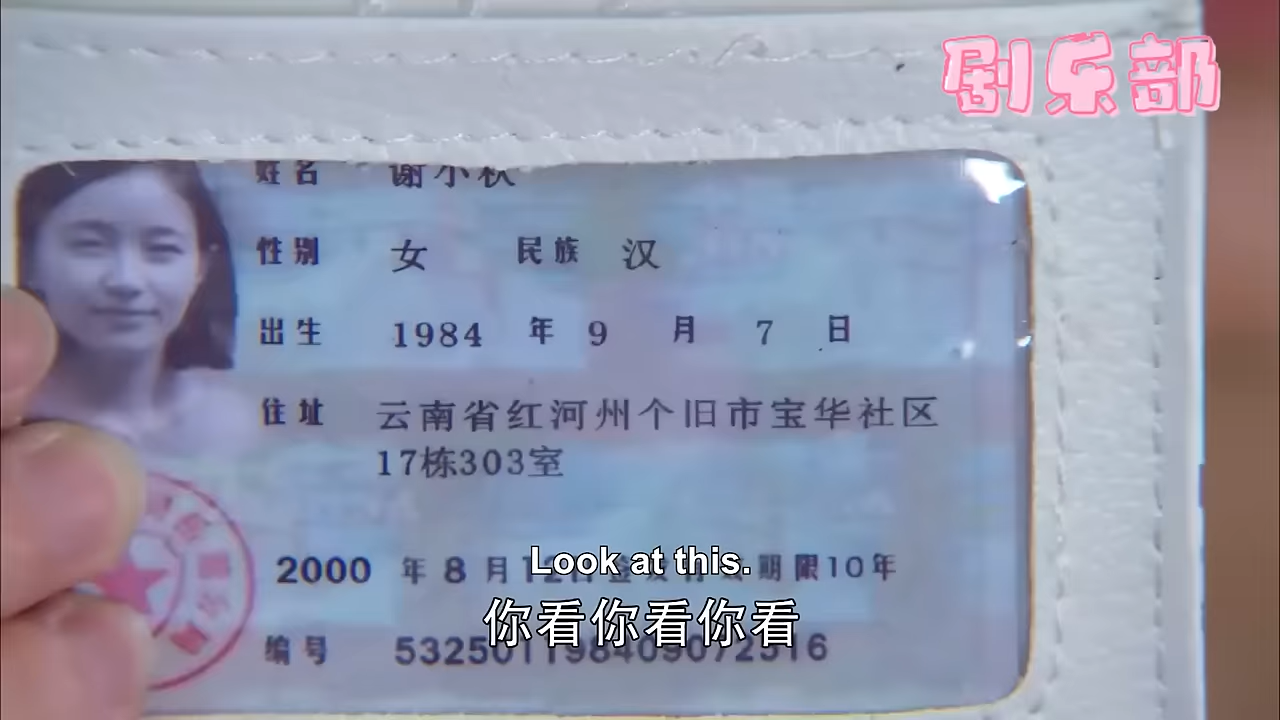 剧乐部
姓名 谢小秋
性别 女 民族 汉
出生 1984 年 9 月 7 日
住址 云南省红河州个旧市宝华社区
17栋303室
2000 年 8 月 12日 期限10年
Look at this.
你看你看你看
编号